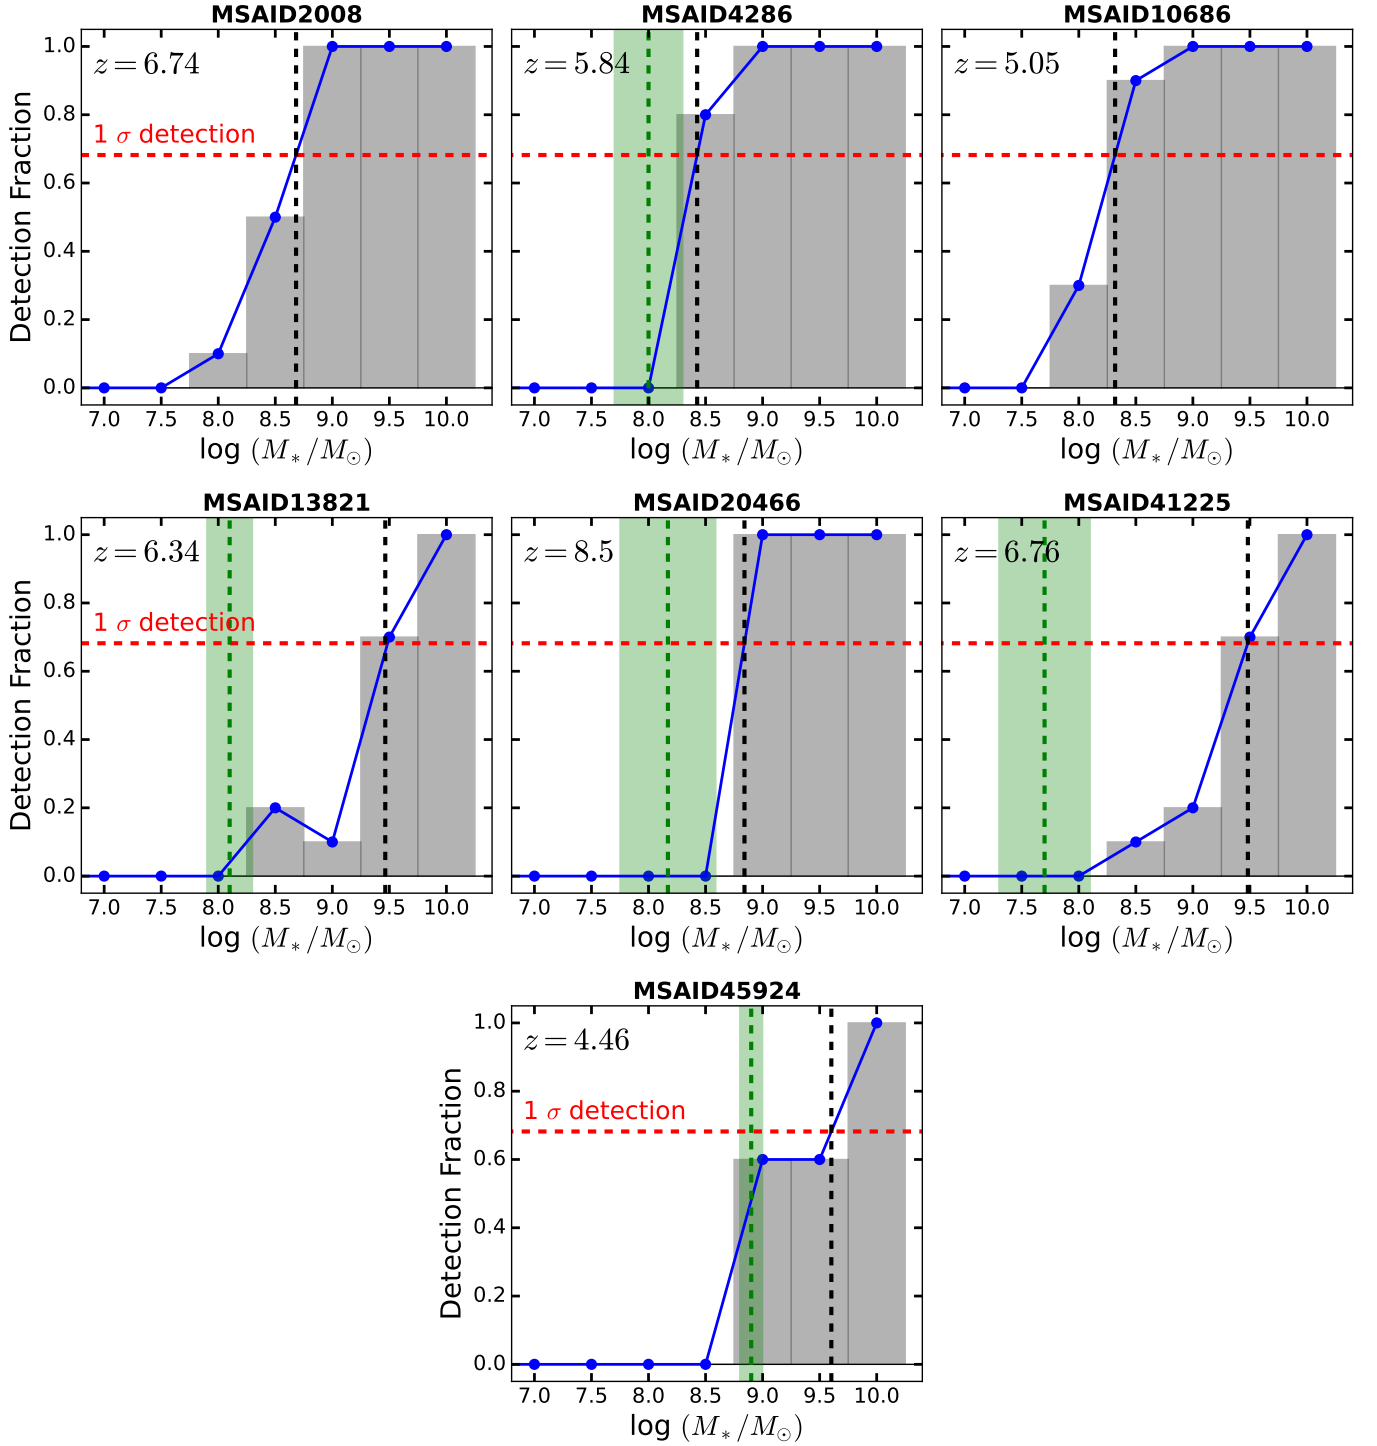 MSAID2008
MSAID4286
MSAID10686
Detection Fraction
1.0
0.8
0.6
0.4
0.2
0.0
z = 6.74
1 σ detection
z = 5.84
z = 5.05
7.0 7.5 8.0 8.5 9.0 9.5 10.0
7.0 7.5 8.0 8.5 9.0 9.5 10.0
7.0 7.5 8.0 8.5 9.0 9.5 10.0
log (M*/M⊙)
log (M*/M⊙)
log (M*/M⊙)
MSAID13821
MSAID20466
MSAID41225
Detection Fraction
1.0
0.8
0.6
0.4
0.2
0.0
z = 6.34
1 σ detection
z = 8.5
z = 6.76
7.0 7.5 8.0 8.5 9.0 9.5 10.0
7.0 7.5 8.0 8.5 9.0 9.5 10.0
7.0 7.5 8.0 8.5 9.0 9.5 10.0
log (M*/M⊙)
log (M*/M⊙)
log (M*/M⊙)
MSAID45924
Detection Fraction
1.0
0.8
0.6
0.4
0.2
0.0
z = 4.46
1 σ detection
7.0 7.5 8.0 8.5 9.0 9.5 10.0
log (M*/M⊙)